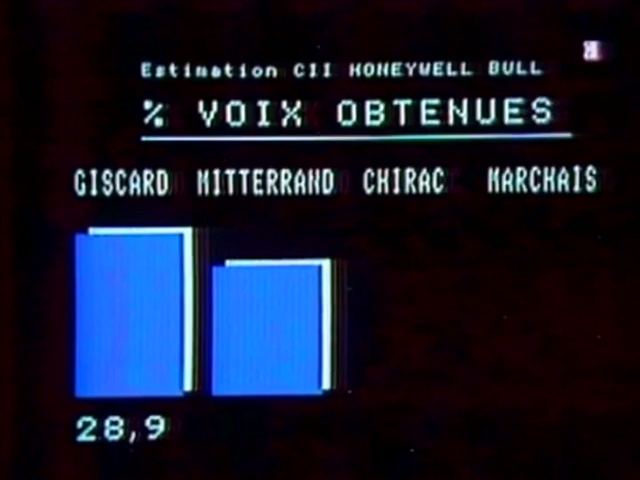 Estimation CII HONEYWELL BULL
% VOIX OBTENUES
GISCARD MITTERRAND CHIRAC MARCHAIS
28,9